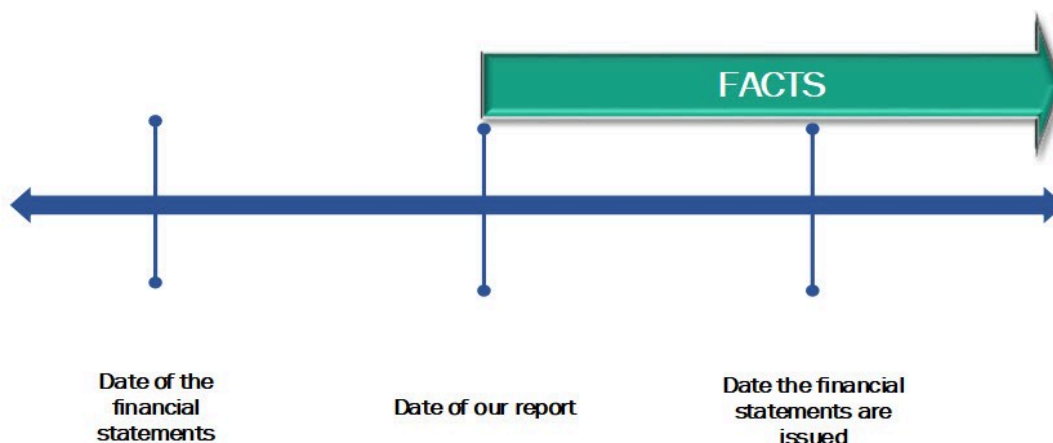 FACTS
Date of the
financial
statements
Date of our report
Date the financial
statements are
issued